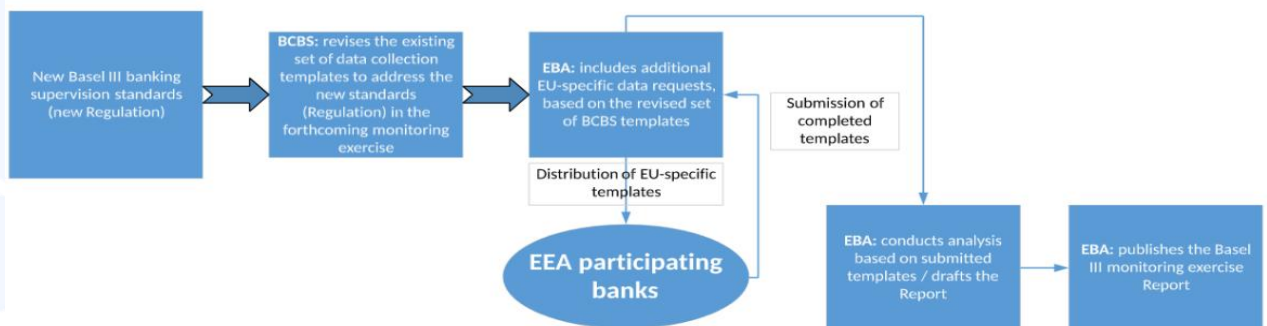 New Basel III banking
supervision standards
(new Regulation)
BCBS: revises the existing
set of data collection
templates to address the
new standards
(Regulation) in the
forthcoming monitoring
exercise
EBA: includes additional
EU-specific data requests,
based on the revised set
of BCBS templates
Submission of
completed
templates
Distribution of EU-specific
templates
EEA participating
banks
EBA: conducts analysis
based on submitted
templates / drafts the
Report
EBA: publishes the Basel
III monitoring exercise
Report